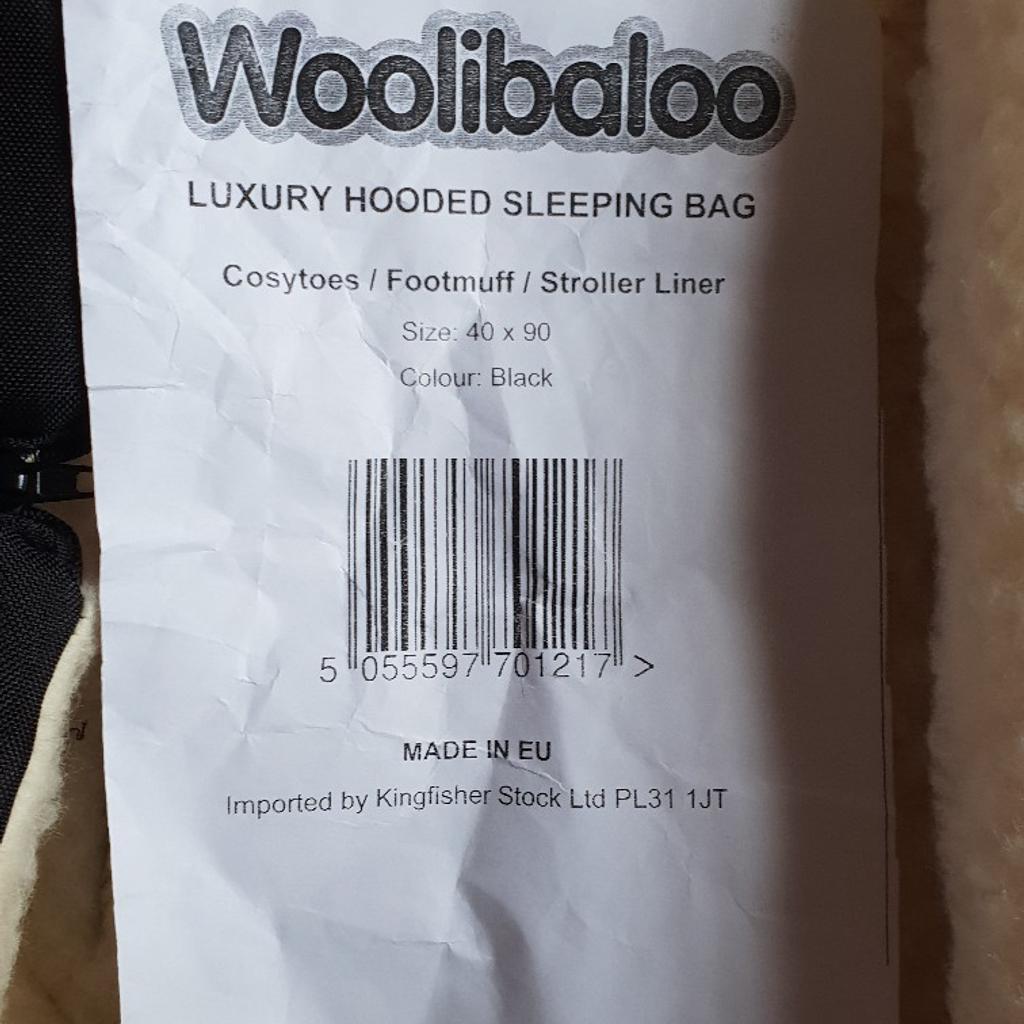 Woolibaloo
LUXURY HOODED SLEEPING BAG
Cosytoes / Footmuff / Stroller Liner
Size: 40 x 90
Colour: Black
5 055597 701217 >
MADE IN EU
Imported by Kingfisher Stock Ltd PL31 1JT